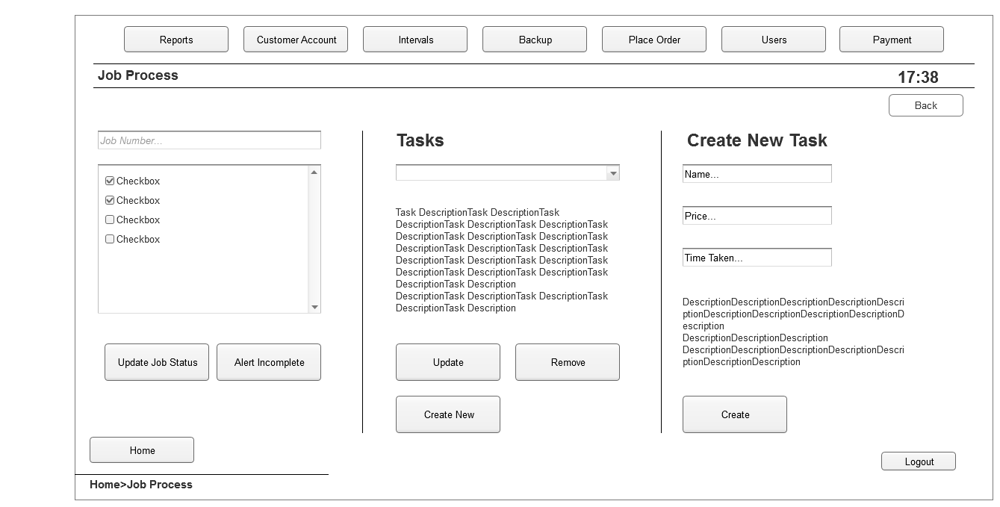 Reports
Customer Account
Intervals
Backup
Place Order
Users
Payment
Job Process
17:38
Back
Job Number...
Checkbox
Checkbox
Checkbox
Checkbox
Update Job Status
Alert Incomplete
Tasks
Task DescriptionTask DescriptionTask
DescriptionTask DescriptionTask DescriptionTask
DescriptionTask DescriptionTask DescriptionTask
DescriptionTask DescriptionTask DescriptionTask
DescriptionTask DescriptionTask DescriptionTask
DescriptionTask DescriptionTask DescriptionTask
DescriptionTask Description
DescriptionTask DescriptionTask DescriptionTask
DescriptionTask Description
Update
Remove
Create New
Create New Task
Name...
Price...
Time Taken...
DescriptionDescriptionDescriptionDescriptionDescri
ptionDescriptionDescriptionDescriptionDescriptionD
escription
DescriptionDescriptionDescription
DescriptionDescriptionDescriptionDescriptionDescri
ptionDescriptionDescription
Create
Home
Logout
Home>Job Process